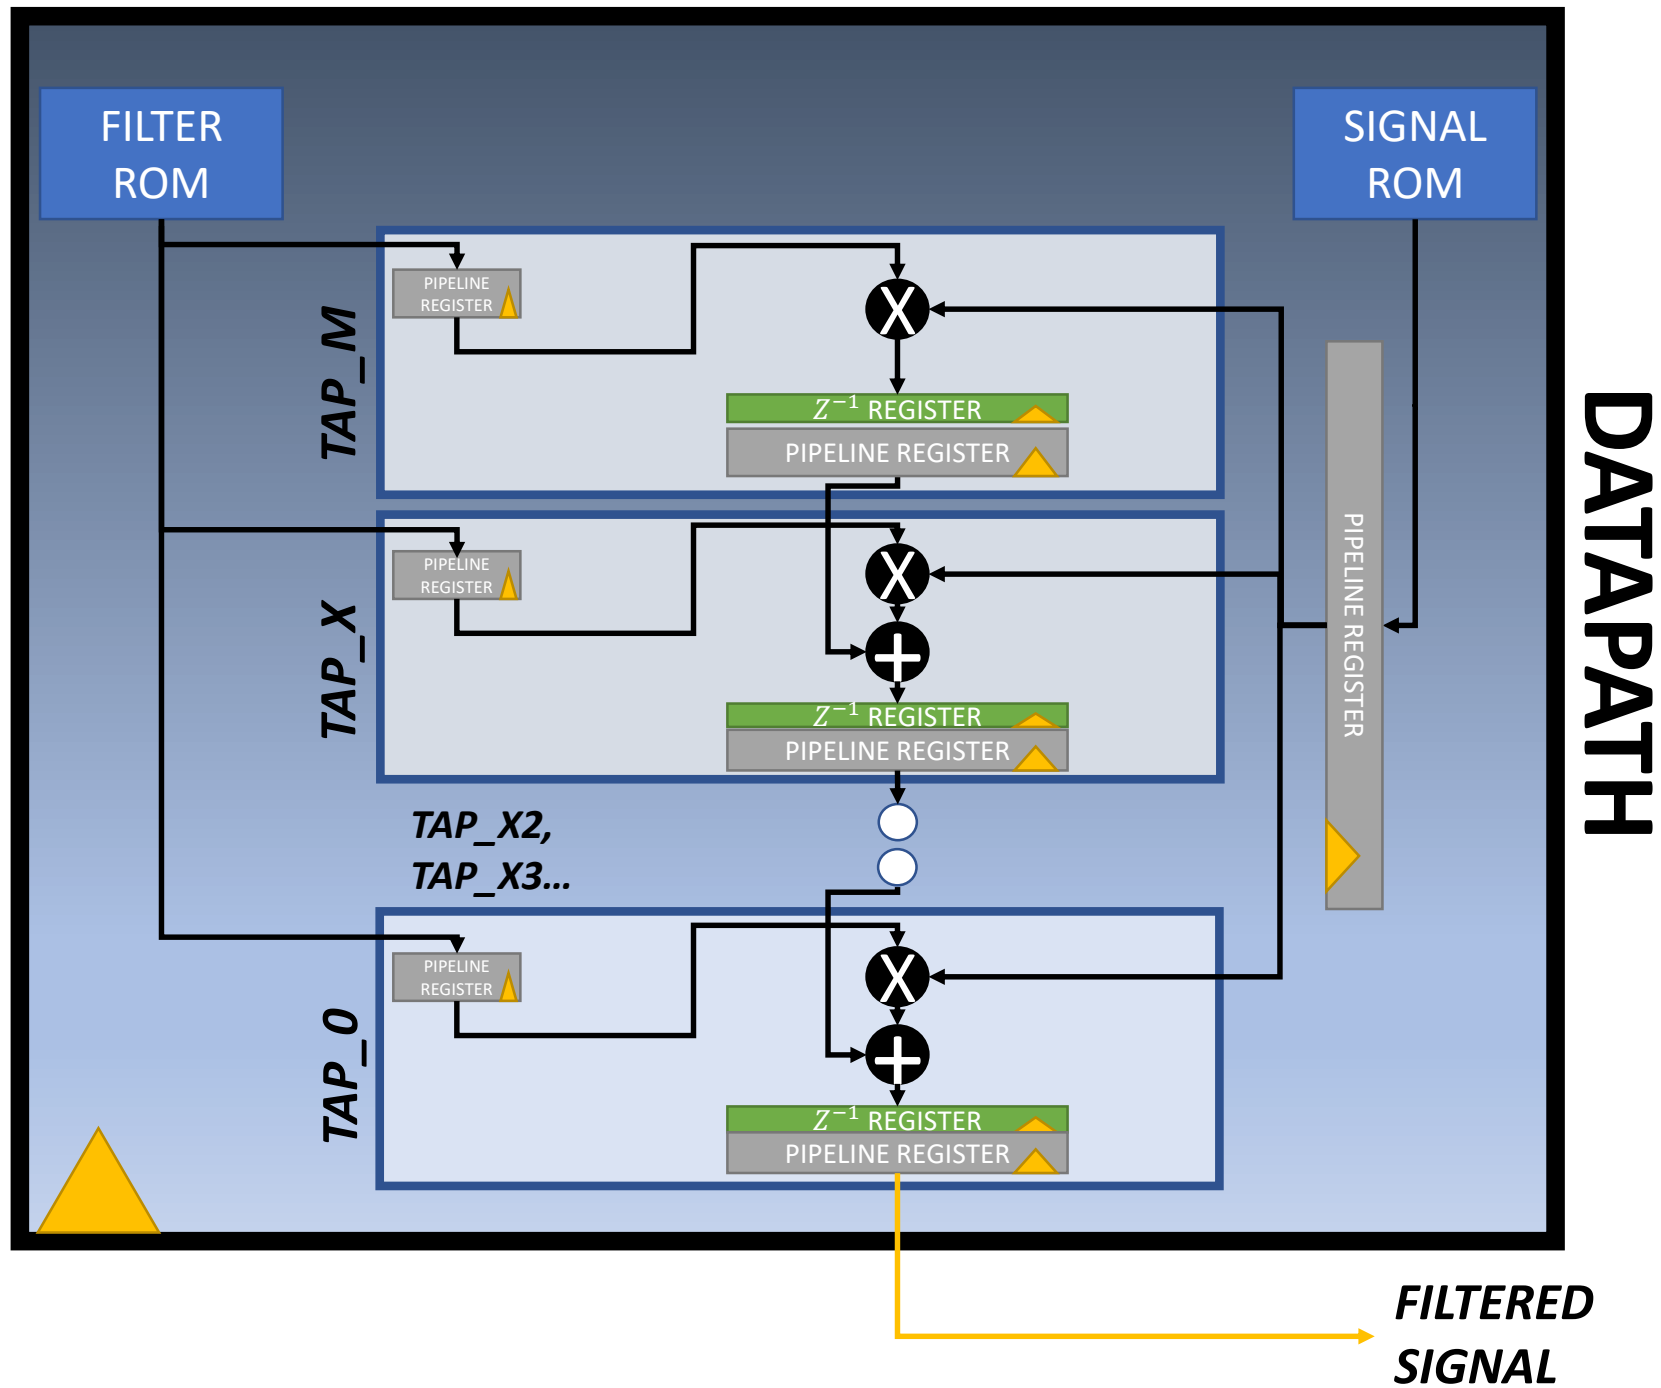 FILTER
ROM
SIGNAL
ROM
TAP_M
PIPELINE
REGISTER
X
Z⁻¹ REGISTER
PIPELINE REGISTER
TAP_X
PIPELINE
REGISTER
X
+
Z⁻¹ REGISTER
PIPELINE REGISTER
PIPELINE REGISTER
DATAPATH
TAP_X2,
TAP_X3...
TAP_0
PIPELINE
REGISTER
X
+
Z⁻¹ REGISTER
PIPELINE REGISTER
FILTERED
SIGNAL